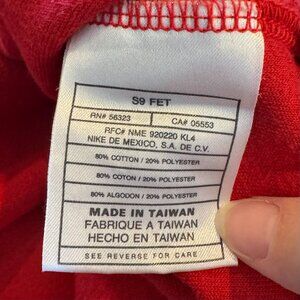 S9 FET
RN# 56323 CA# 05553
RFC# NME 920220 KL4
NIKE DE MEXICO, S.A. DE C.V.
80% COTTON / 20% POLYESTER
80% COTON / 20% POLYESTER
80% ALGODON / 20% POLYESTER
MADE IN TAIWAN
FABRIQUE A TAIWAN
HECHO EN TAIWAN
SEE REVERSE FOR CARE